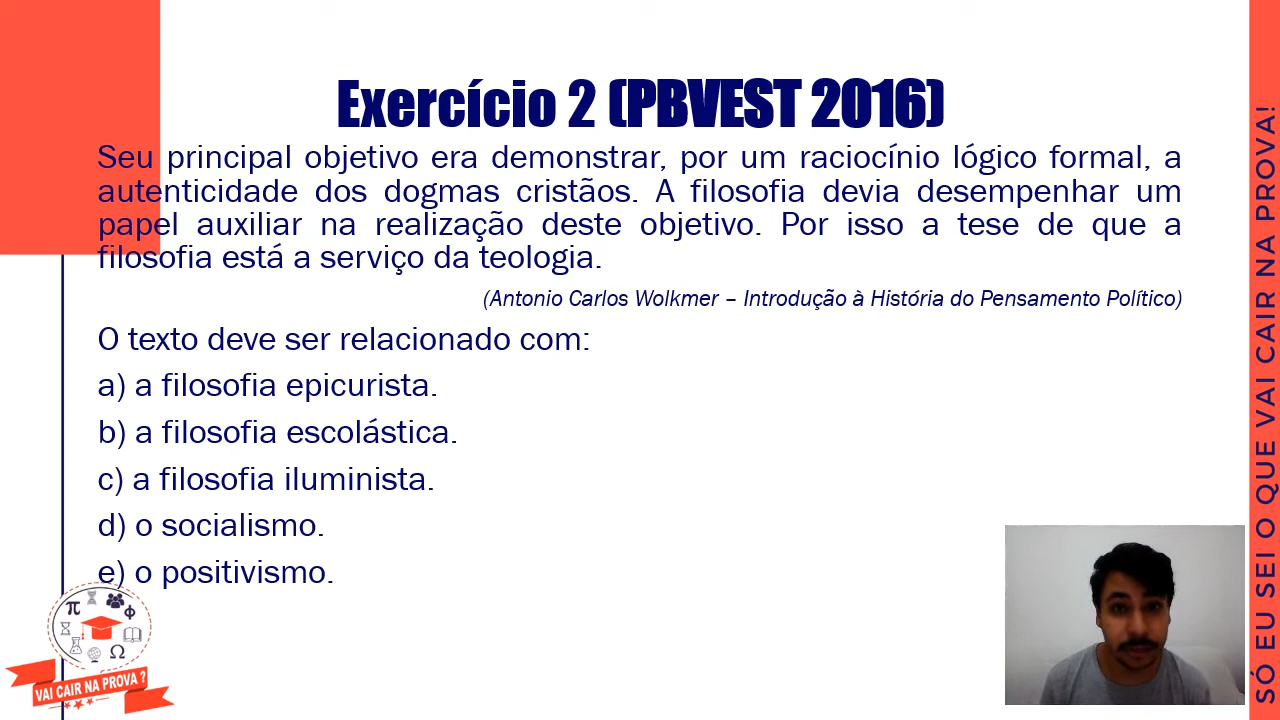 Exercício 2 (PBVEST 2016)
Seu principal objetivo era demonstrar, por um raciocínio lógico formal, a
autenticidade dos dogmas cristãos. A filosofia devia desempenhar um
papel auxiliar na realização deste objetivo. Por isso a tese de que a
filosofia está a serviço da teologia.
(Antonio Carlos Wolkmer – Introdução à História do Pensamento Político)
O texto deve ser relacionado com:
a) a filosofia epicurista.
b) a filosofia escolástica.
c) a filosofia iluminista.
d) o socialismo.
e) o positivismo.
π
Φ
Ω
VAI CAIR NA PROVA ?
SÓ EU SEI O QUE VAI CAIR NA PROVA!